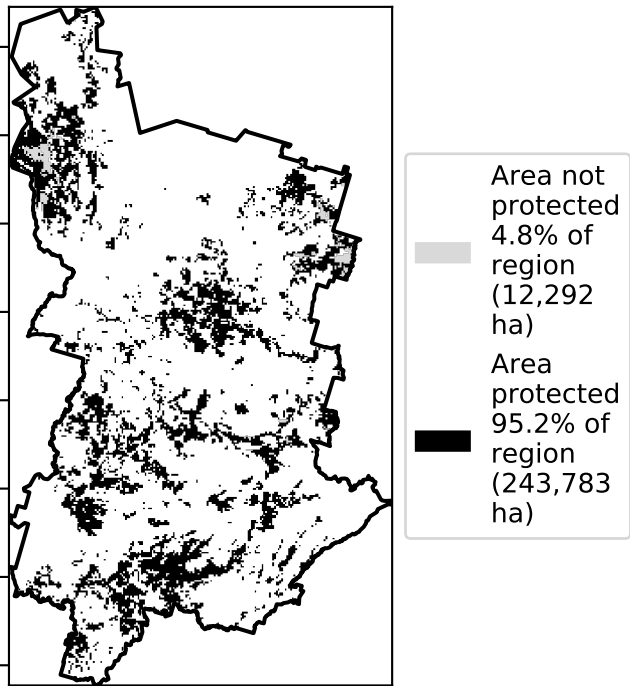 Area not
protected
4.8% of
region
(12,292
ha)
Area
protected
95.2% of
region
(243,783
ha)